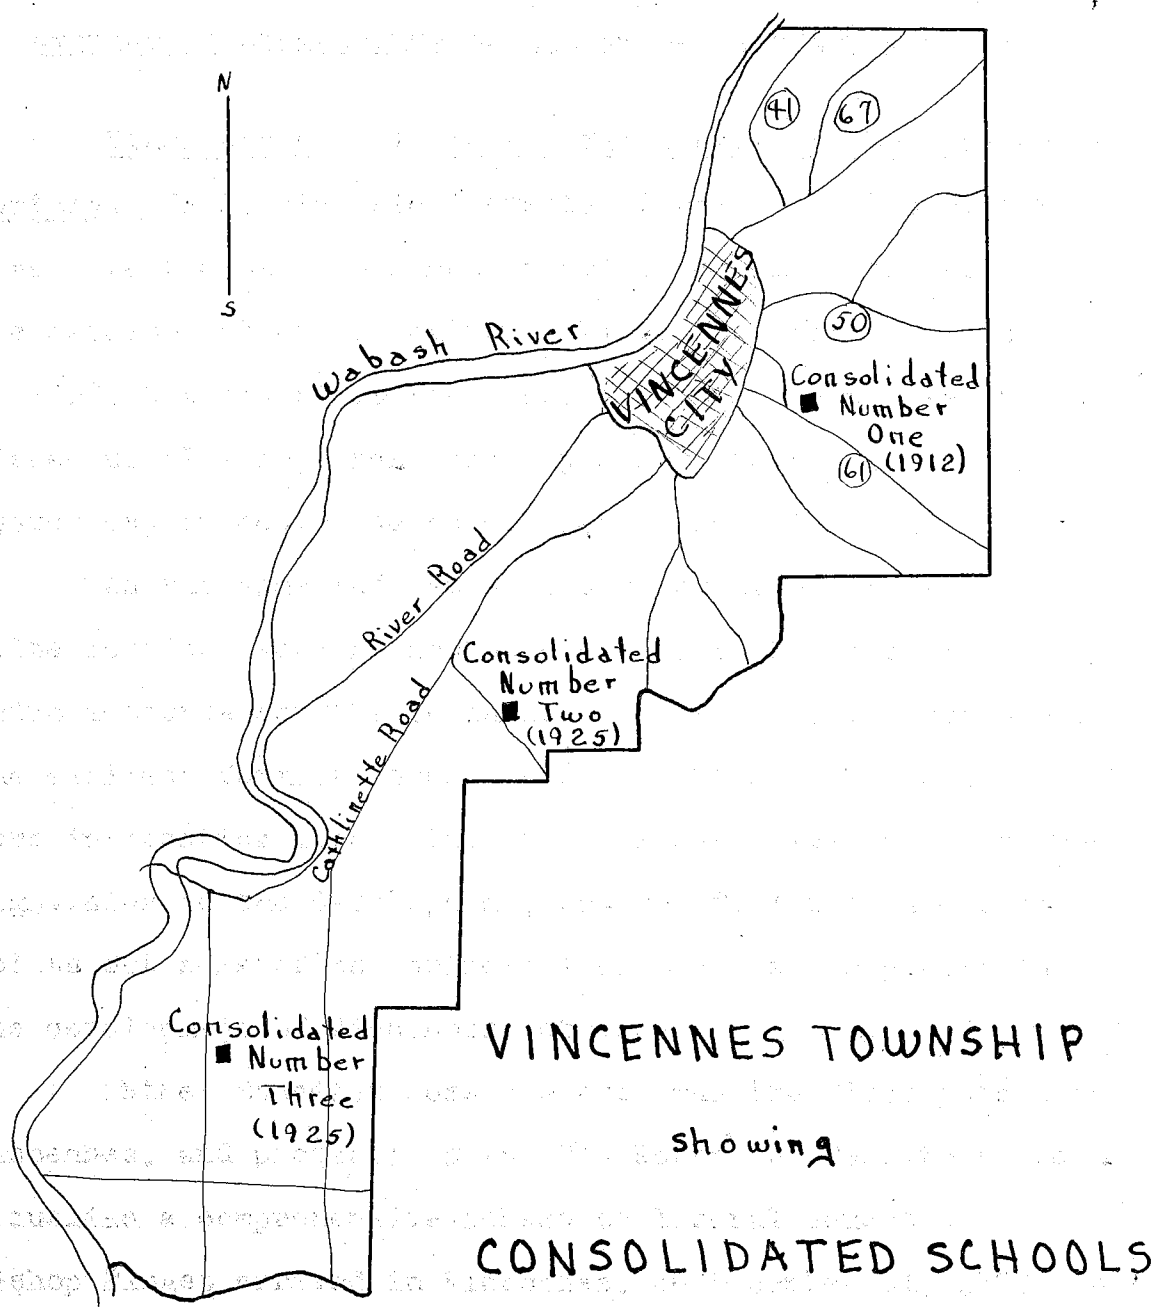 N
S
41
67
VINCENNES
CITY
Wabash River
50
Consolidated
Number
One
(1912)
61
River Road
Consolidated
Number
Two
(1925)
Cathlinette Road
Consolidated
Number
Three
(1925)
VINCENNES TOWNSHIP
showing
CONSOLIDATED SCHOOLS